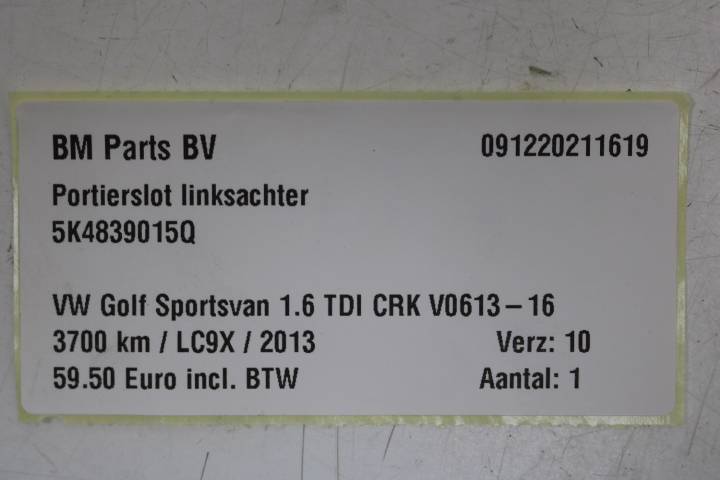 BM Parts BV 091220211619
Portierslot linksachter
5K4839015Q
VW Golf Sportsvan 1.6 TDI CRK V0613-16
3700 km / LC9X / 2013 Verz: 10
59.50 Euro incl. BTW Aantal: 1